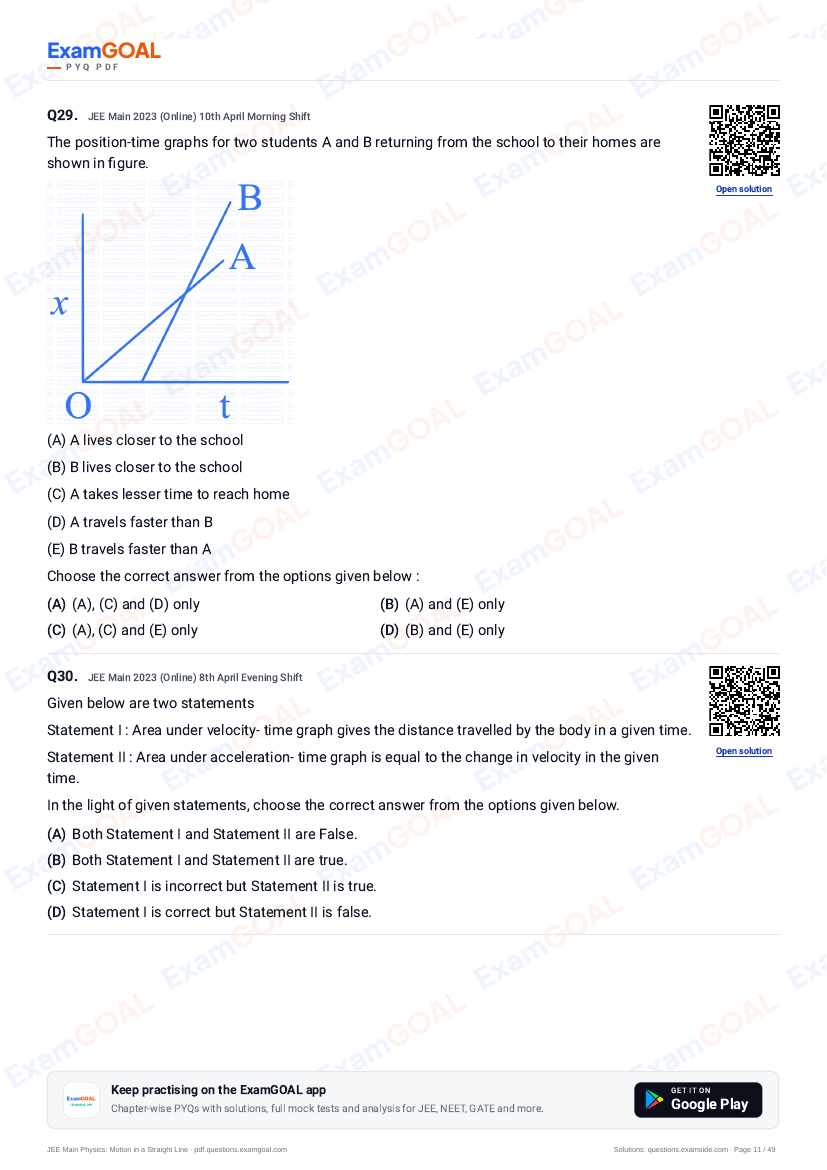 ExamGOAL
PYQ PDF
Q29. JEE Main 2023 (Online) 10th April Morning Shift
The position-time graphs for two students A and B returning from the school to their homes are
shown in figure.
Open solution
B
A
x
O
t
(A) A lives closer to the school
(B) B lives closer to the school
(C) A takes lesser time to reach home
(D) A travels faster than B
(E) B travels faster than A
Choose the correct answer from the options given below :
(A) (A), (C) and (D) only
(B) (A) and (E) only
(C) (A), (C) and (E) only
(D) (B) and (E) only
Q30. JEE Main 2023 (Online) 8th April Evening Shift
Given below are two statements
Statement I : Area under velocity- time graph gives the distance travelled by the body in a given time.
Statement II : Area under acceleration- time graph is equal to the change in velocity in the given
time.
Open solution
In the light of given statements, choose the correct answer from the options given below.
(A) Both Statement I and Statement II are False.
(B) Both Statement I and Statement II are true.
(C) Statement I is incorrect but Statement II is true.
(D) Statement I is correct but Statement II is false.
ExamGOAL
Keep practising on the ExamGOAL app
Chapter-wise PYQs with solutions, full mock tests and analysis for JEE, NEET, GATE and more.
GET IT ON
Google Play
JEE Main Physics: Motion in a Straight Line · pdf.questions.examgoal.com
Solutions: questions.examside.com · Page 11 / 49